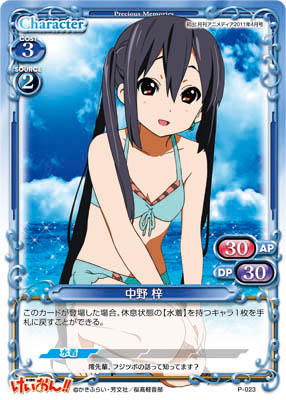 Precious Memories
Character
初出:月刊アニメディア2011年4月号
COST
3
SOURCE
2
30 AP
DP 30
中野 梓
このカードが登場した場合、休息状態の【水着】を持つキャラ1枚を手
札に戻すことができる。
水着
澪先輩、フジツボの話って知ってます?
けいおん!!
©かきふらい・芳文社/桜高軽音部
P-023